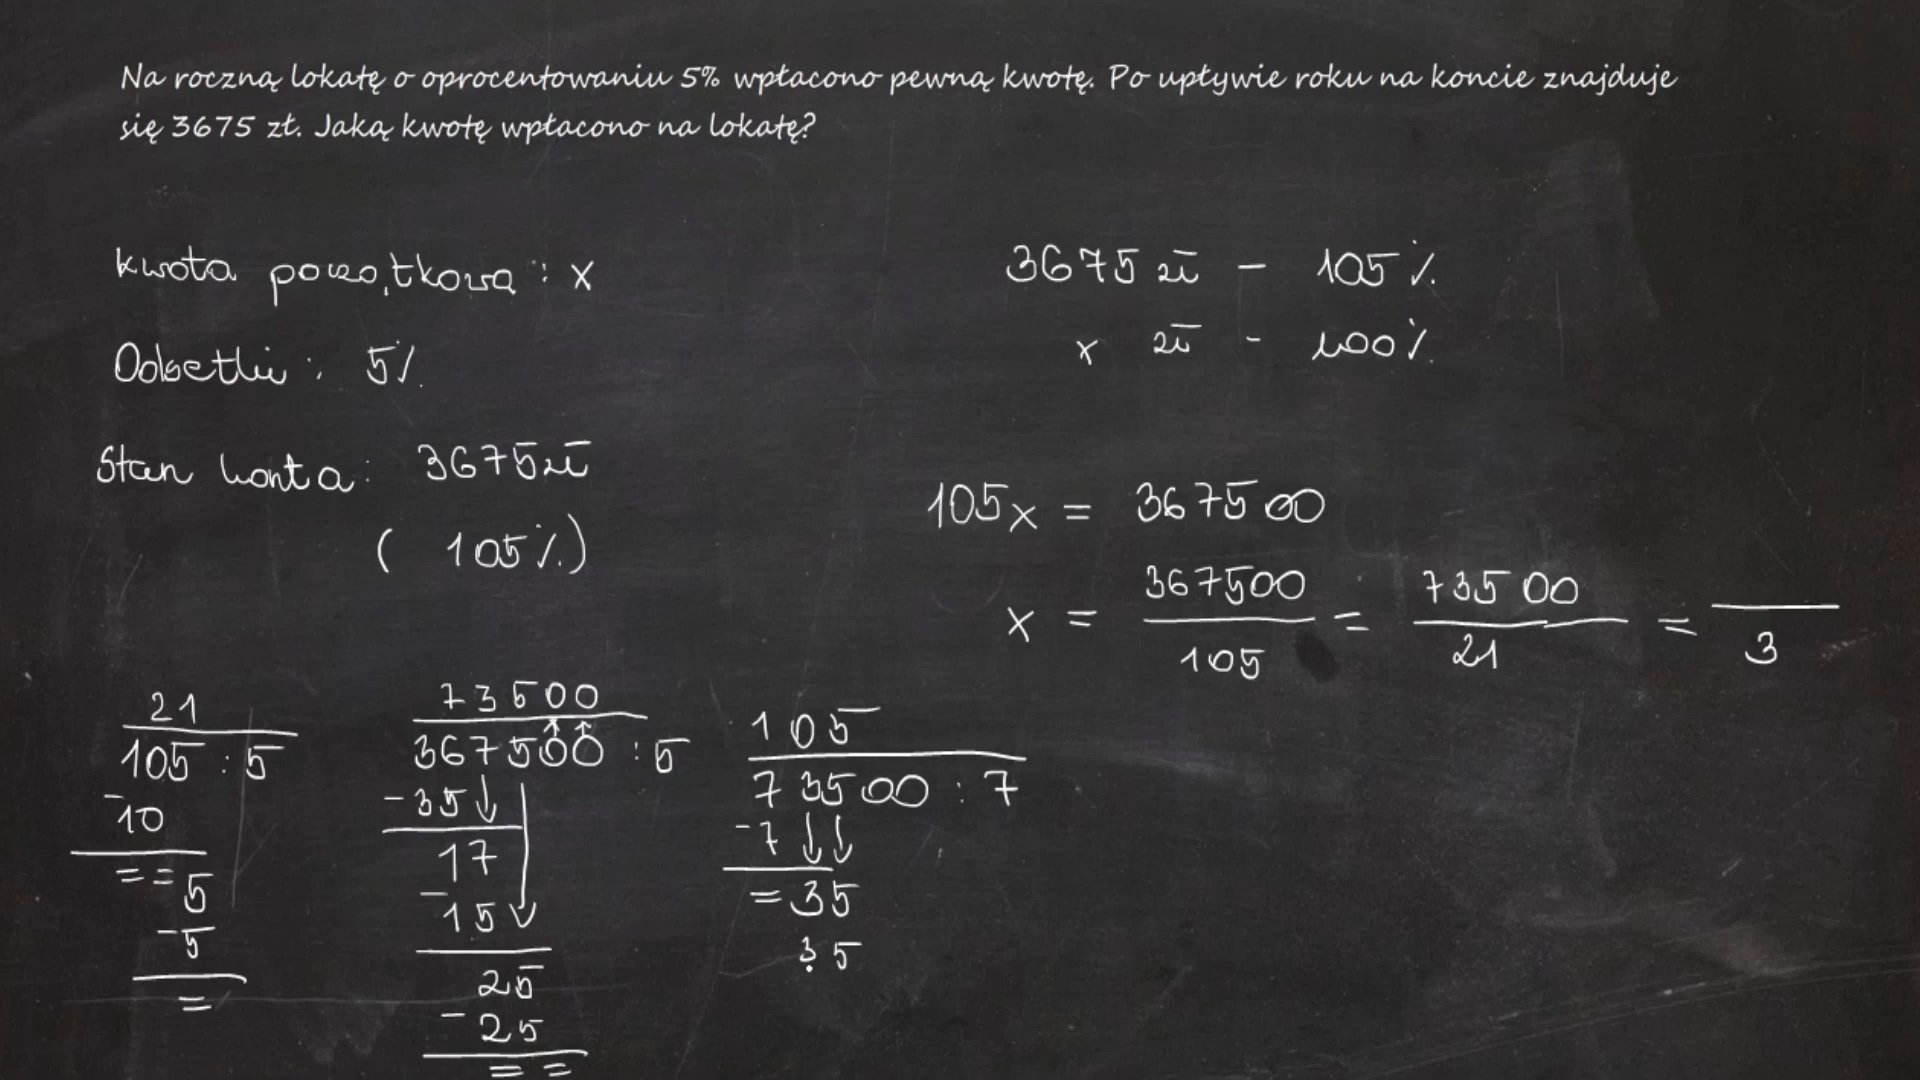 Na roczną lokatę o oprocentowaniu 5% wpłacono pewną kwotę. Po upływie roku na koncie znajduje
się 3675 zł. Jaką kwotę wpłacono na lokatę?
kwota początkowa : x
Odsetki : 5%
Stan konta: 3675 zł
( 105%)
3675 zł - 105%
x zł - 100%
105x = 367500
x = 367500/105 = 73500/21 = /3
21
105 : 5
-10
= = 5
-5
=
73500
367500 : 5
-35
17
-15
25
-25
= =
105
73500 : 7
-7
= 35
35